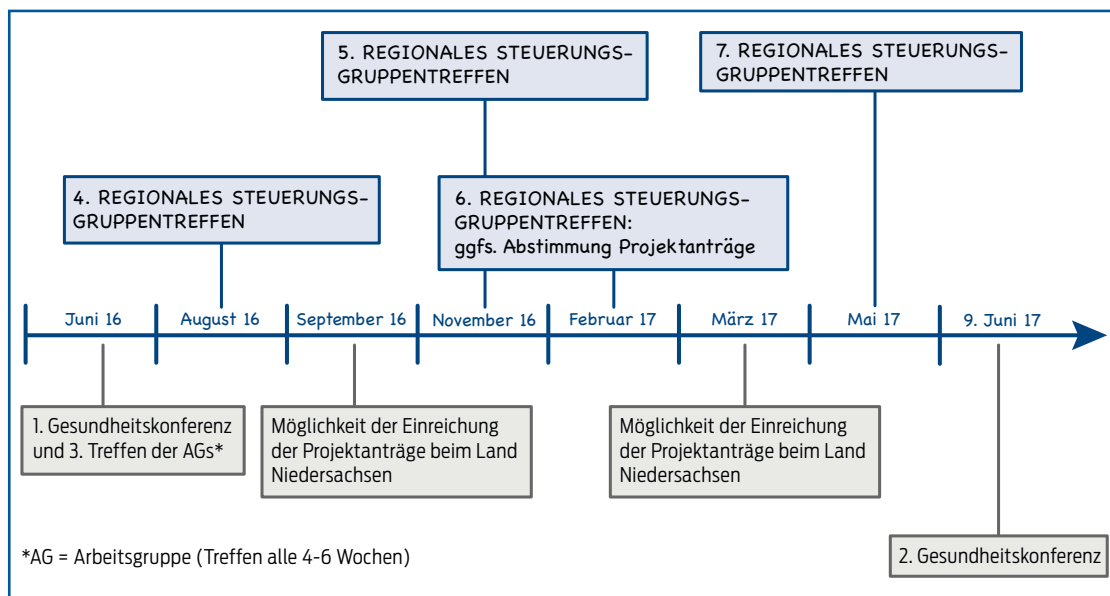 5. REGIONALES STEUERUNGS-
GRUPPENTREFFEN
7. REGIONALES STEUERUNGS-
GRUPPENTREFFEN
4. REGIONALES STEUERUNGS-
GRUPPENTREFFEN
6. REGIONALES STEUERUNGS-
GRUPPENTREFFEN:
ggfs. Abstimmung Projektanträge
Juni 16
August 16
September 16
November 16
Februar 17
März 17
Mai 17
9. Juni 17
1. Gesundheitskonferenz
und 3. Treffen der AGs*
Möglichkeit der Einreichung
der Projektanträge beim Land
Niedersachsen
Möglichkeit der Einreichung
der Projektanträge beim Land
Niedersachsen
2. Gesundheitskonferenz
*AG = Arbeitsgruppe (Treffen alle 4-6 Wochen)